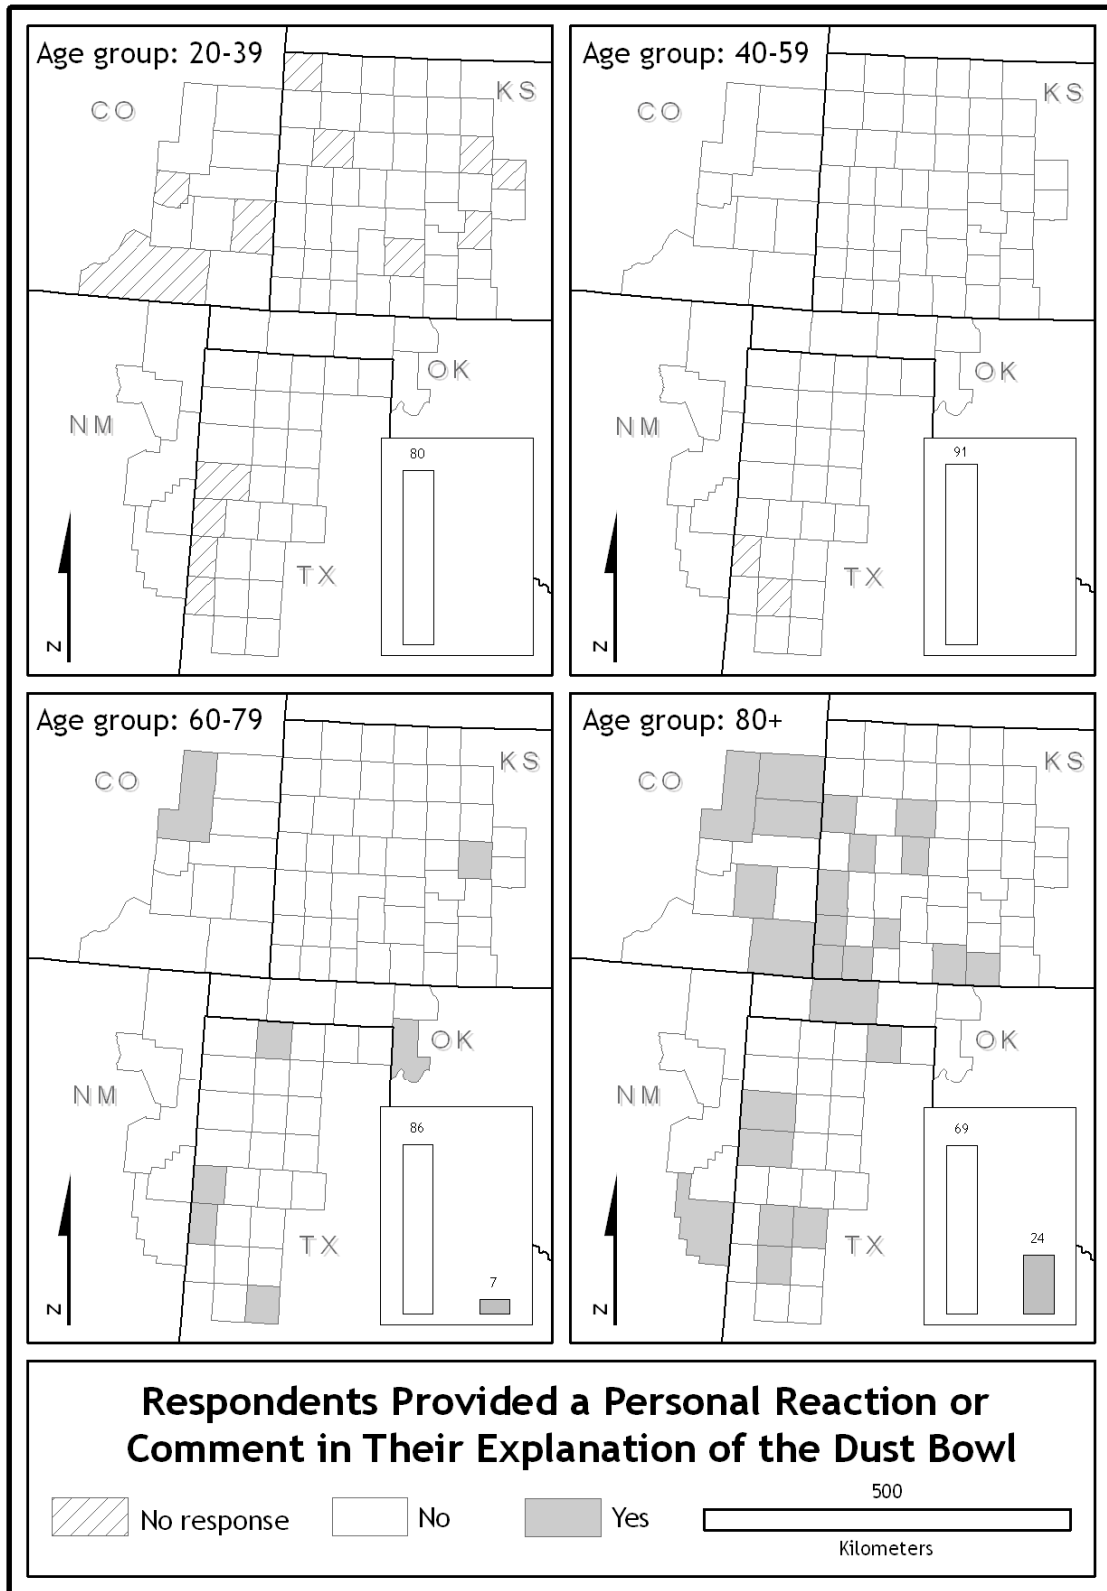 Age group: 20-39
CO
KS
NM
OK
TX
80
N
Age group: 40-59
CO
KS
NM
OK
TX
91
N
Age group: 60-79
CO
KS
NM
OK
TX
86
7
N
Age group: 80+
CO
KS
NM
OK
TX
69
24
N
Respondents Provided a Personal Reaction or
Comment in Their Explanation of the Dust Bowl
No response
No
Yes
500
Kilometers